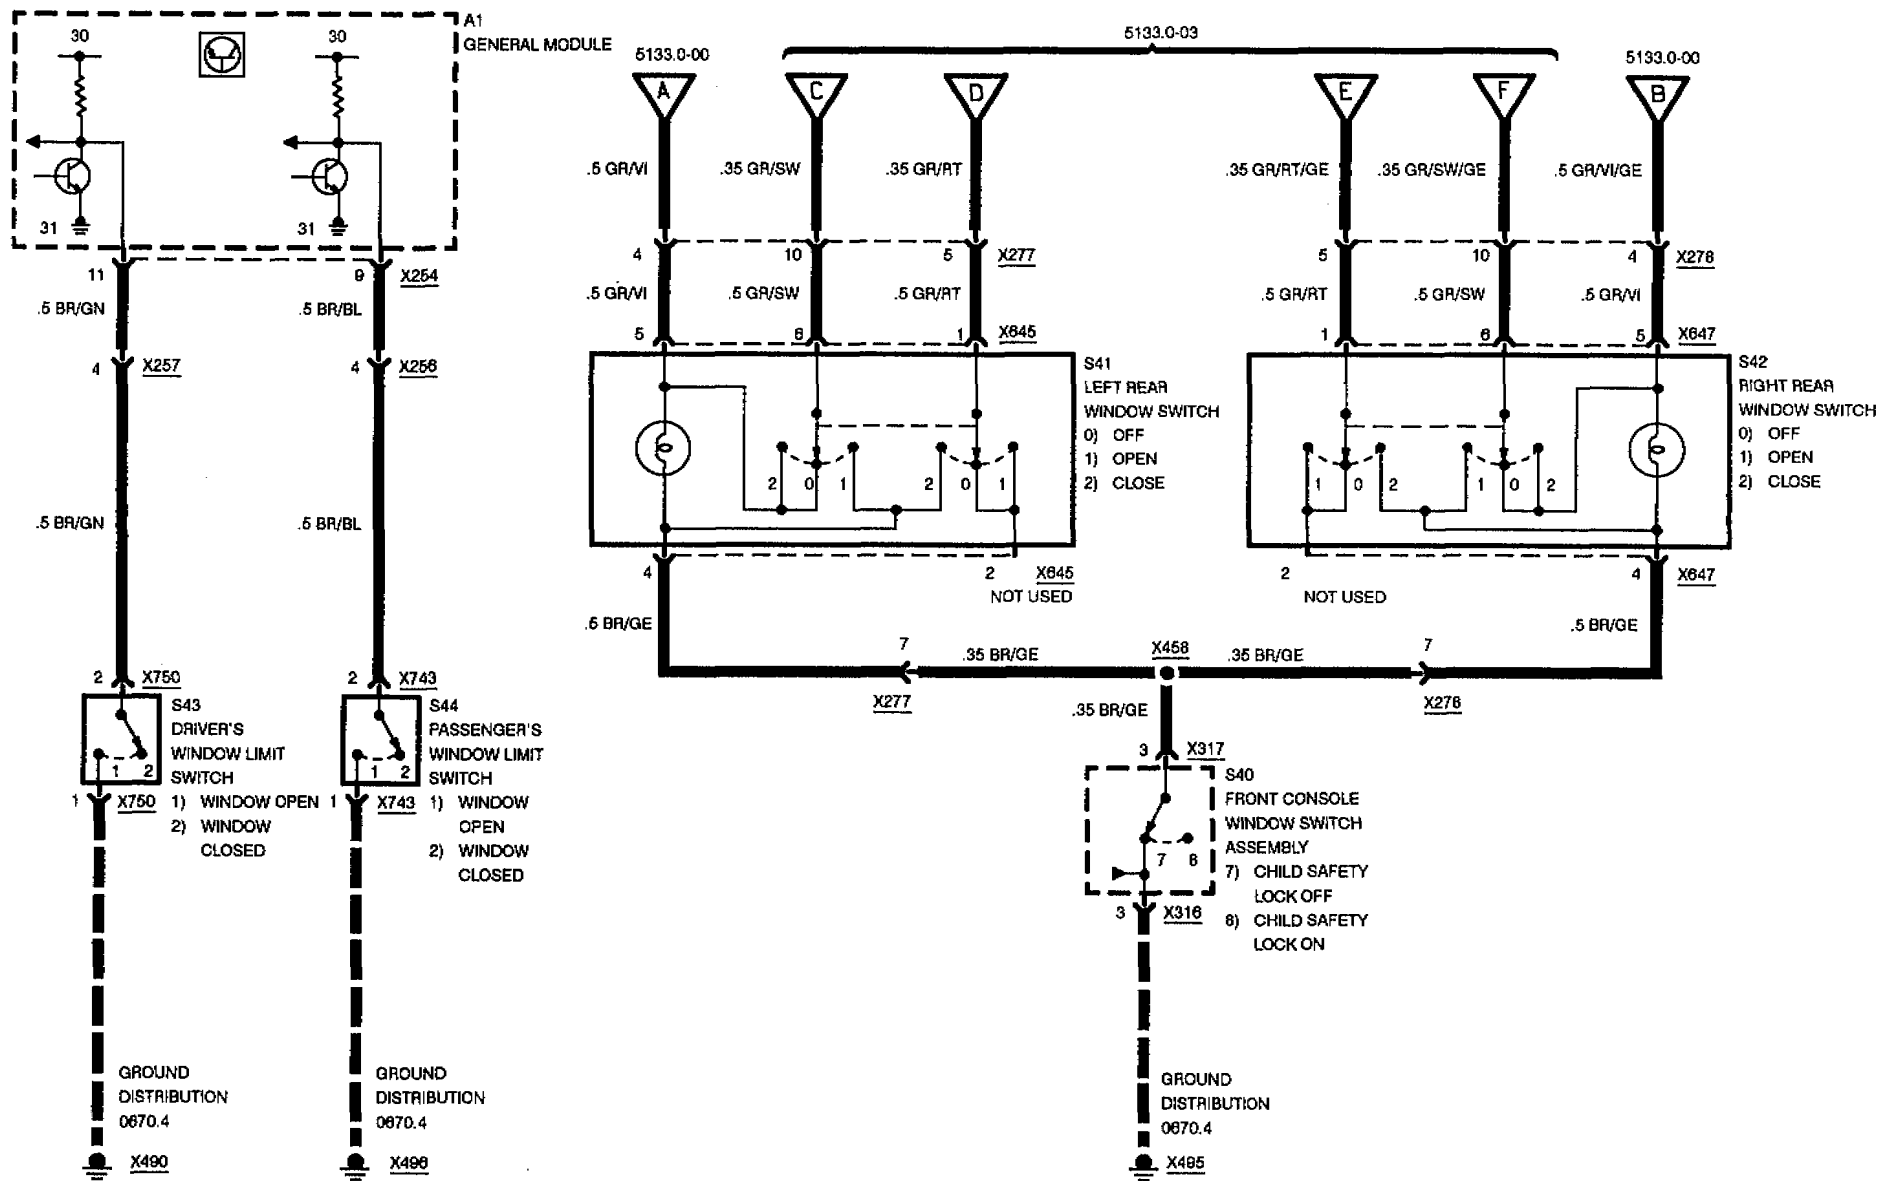 A1
GENERAL MODULE
30
30
31
31
5133.0-00
5133.0-03
5133.0-00
A
C
D
E
F
B
.5 GR/VI
.35 GR/SW
.35 GR/RT
.35 GR/RT/GE
.35 GR/SW/GE
.5 GR/VI/GE
4
10
5
X277
5
10
4
X278
11
9
X254
.5 BR/GN
.5 BR/BL
.5 GR/VI
.5 GR/SW
.5 GR/RT
.5 GR/RT
.5 GR/SW
.5 GR/VI
5
6
1
X645
1
6
5
X647
4
X257
4
X256
S41
LEFT REAR
WINDOW SWITCH
0) OFF
1) OPEN
2) CLOSE
S42
RIGHT REAR
WINDOW SWITCH
0) OFF
1) OPEN
2) CLOSE
2 0 1
2 0 1
1 0 2
1 0 2
.5 BR/GN
.5 BR/BL
4
2
X645
NOT USED
2
NOT USED
4
X647
.5 BR/GE
.5 BR/GE
7
.35 BR/GE
X458
.35 BR/GE
7
X277
X278
.35 BR/GE
2
X750
2
X743
S43
DRIVER'S
WINDOW LIMIT
SWITCH
1) WINDOW OPEN
2) WINDOW
CLOSED
1 2
1
X750
S44
PASSENGER'S
WINDOW LIMIT
SWITCH
1) WINDOW
OPEN
2) WINDOW
CLOSED
1 2
1
X743
3
X317
S40
FRONT CONSOLE
WINDOW SWITCH
ASSEMBLY
7) CHILD SAFETY
LOCK OFF
8) CHILD SAFETY
LOCK ON
7 8
3
X316
GROUND
DISTRIBUTION
0670.4
X490
GROUND
DISTRIBUTION
0670.4
X496
GROUND
DISTRIBUTION
0670.4
X495